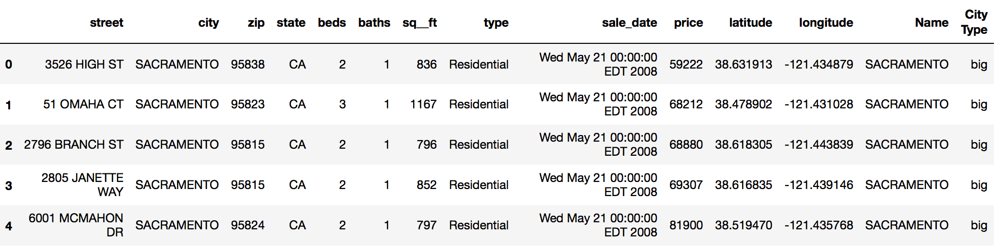 street city zip state beds baths sq__ft type sale_date price latitude longitude Name City Type
0 3526 HIGH ST SACRAMENTO 95838 CA 2 1 836 Residential Wed May 21 00:00:00 EDT 2008 59222 38.631913 -121.434879 SACRAMENTO big
1 51 OMAHA CT SACRAMENTO 95823 CA 3 1 1167 Residential Wed May 21 00:00:00 EDT 2008 68212 38.478902 -121.431028 SACRAMENTO big
2 2796 BRANCH ST SACRAMENTO 95815 CA 2 1 796 Residential Wed May 21 00:00:00 EDT 2008 68880 38.618305 -121.443839 SACRAMENTO big
3 2805 JANETTE WAY SACRAMENTO 95815 CA 2 1 852 Residential Wed May 21 00:00:00 EDT 2008 69307 38.616835 -121.439146 SACRAMENTO big
4 6001 MCMAHON DR SACRAMENTO 95824 CA 2 1 797 Residential Wed May 21 00:00:00 EDT 2008 81900 38.519470 -121.435768 SACRAMENTO big